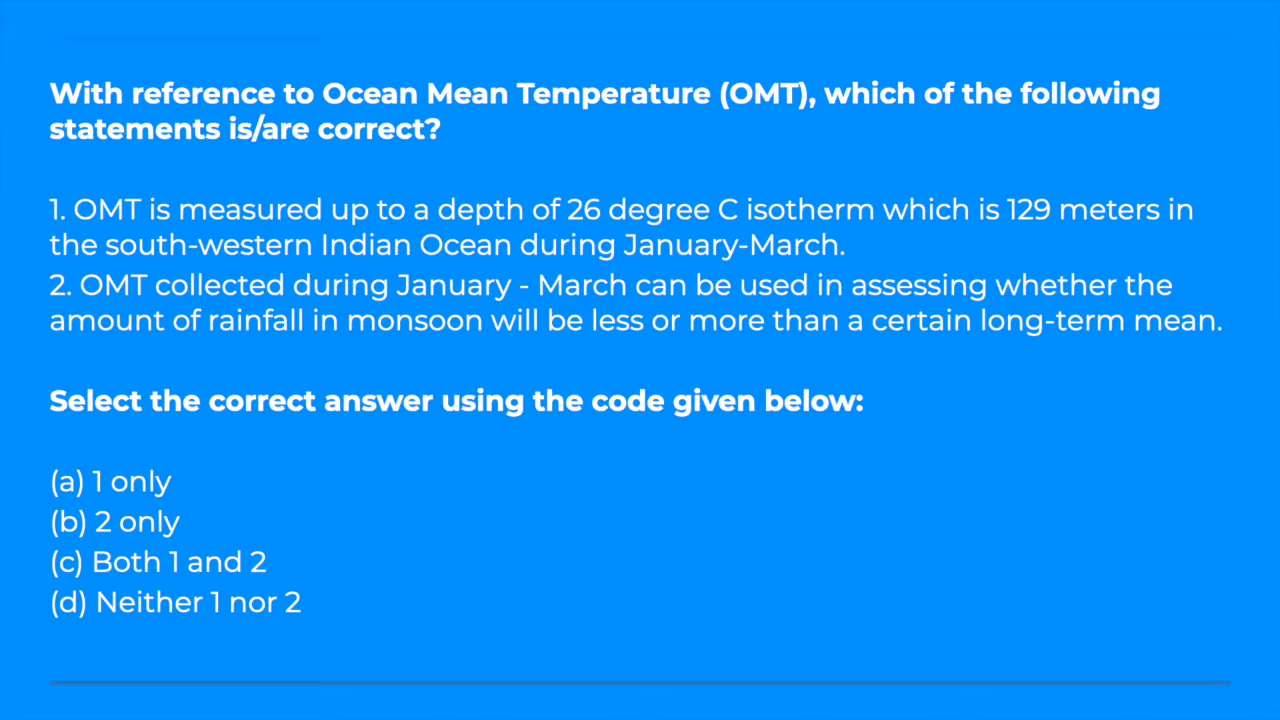 With reference to Ocean Mean Temperature (OMT), which of the following
statements is/are correct?
1. OMT is measured up to a depth of 26 degree C isotherm which is 129 meters in
the south-western Indian Ocean during January-March.
2. OMT collected during January - March can be used in assessing whether the
amount of rainfall in monsoon will be less or more than a certain long-term mean.
Select the correct answer using the code given below:
(a) 1 only
(b) 2 only
(c) Both 1 and 2
(d) Neither 1 nor 2